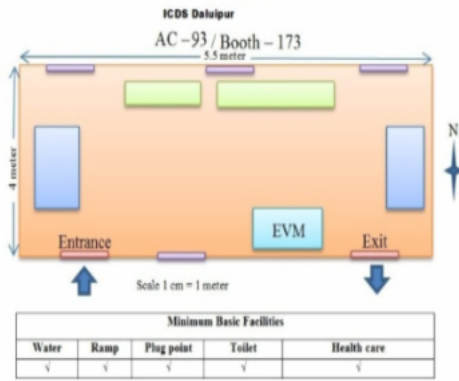 ICDS Daluipur
AC -93/Booth - 173
5.5 meter
4 meter
N
EVM
Entrance
Exit
Scale 1 cm = 1 meter
Minimum Basic Facilities
Water Ramp Plug point Toilet Health care
√ √ √ √ √